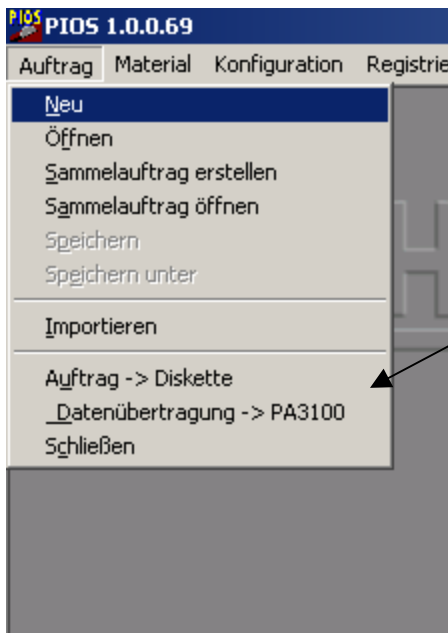 PIOS
PIOS 1.0.0.69
Auftrag Material Konfiguration Registrie
Neu
Öffnen
Sammelauftrag erstellen
Sammelauftrag öffnen
Speichern
Speichern unter
Importieren
Auftrag -> Diskette
_Datenübertragung -> PA3100
Schließen